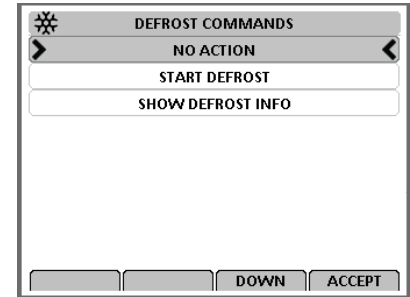 DEFROST COMMANDS
NO ACTION
START DEFROST
SHOW DEFROST INFO
DOWN ACCEPT